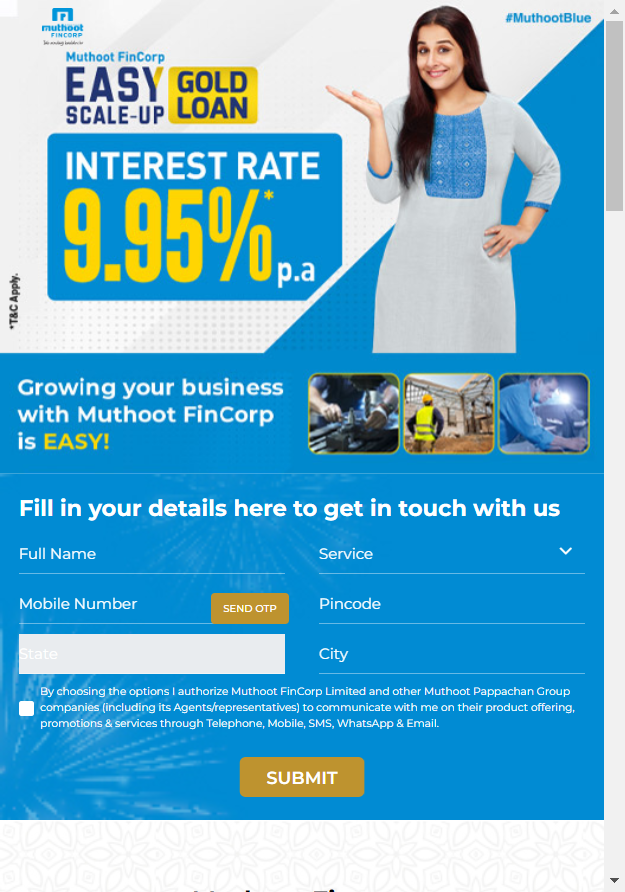 muthoot
FINCORP
#MuthootBlue
Muthoot FinCorp
EASY
SCALE-UP
GOLD
LOAN
INTEREST RATE
9.95%*
p.a
*T&C Apply.
Growing your business
with Muthoot FinCorp
is EASY!
Fill in your details here to get in touch with us
Full Name
Service
Mobile Number
SEND OTP
Pincode
State
City
By choosing the options I authorize Muthoot FinCorp Limited and other Muthoot Pappachan Group
companies (including its Agents/representatives) to communicate with me on their product offering,
promotions & services through Telephone, Mobile, SMS, WhatsApp & Email.
SUBMIT